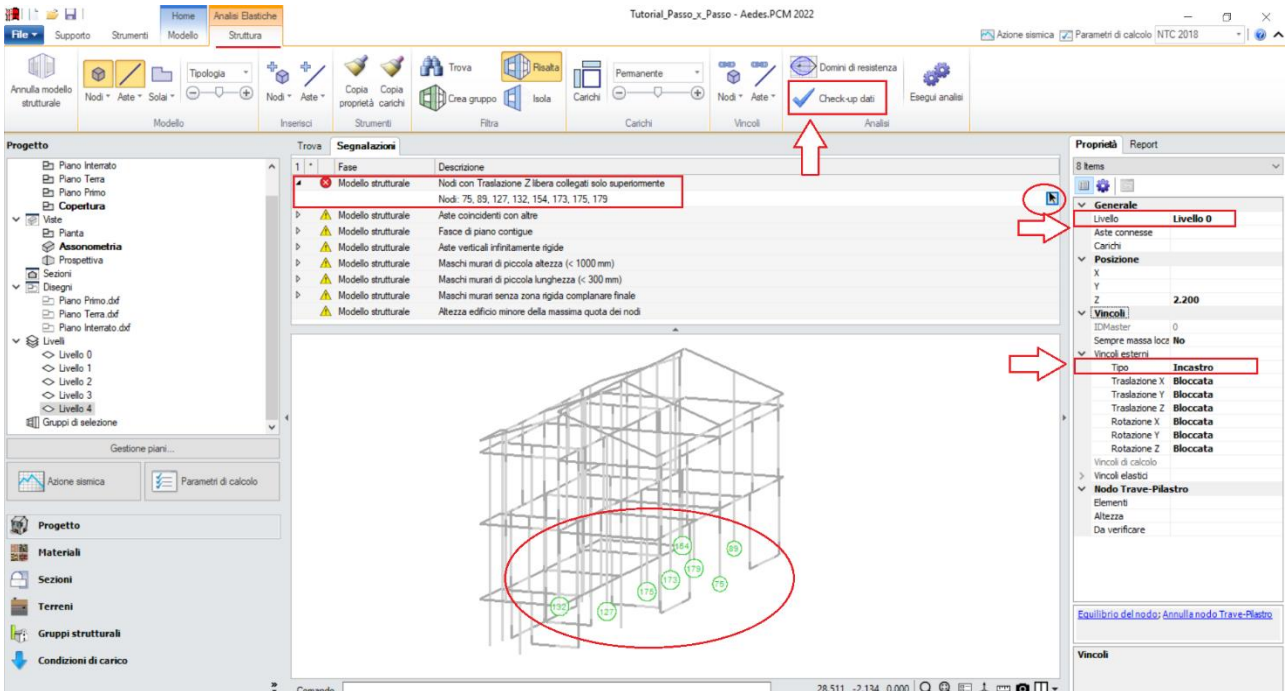 Home
Analisi Elastiche
Tutorial_Passo_x_Passo - Aedes.PCM 2022
File
Supporto
Strumenti
Modello
Struttura
Azione sismica
Parametri di calcolo
NTC 2018
Annulla modello strutturale
Nodi
Aste
Solai
Tipologia
Modello
Nodi
Aste
Inserisci
Copia proprietà
Copia carichi
Strumenti
Trova
Crea gruppo
Risalta
Isola
Filtra
Carichi
Permanente
Carichi
Nodi
Aste
Vincoli
Domini di resistenza
Check-up dati
Esegui analisi
Analisi
Progetto
Piano Interrato
Piano Terra
Piano Primo
Copertura
Viste
Pianta
Assonometria
Prospettiva
Sezioni
Disegni
Piano Primo.dxf
Piano Terra.dxf
Piano Interrato.dxf
Livelli
Livello 0
Livello 1
Livello 2
Livello 3
Livello 4
Gruppi di selezione
Gestione piani...
Azione sismica
Parametri di calcolo
Progetto
Materiali
Sezioni
Terreni
Gruppi strutturali
Condizioni di carico
Trova
Segnalazioni
1 * Fase Descrizione
Modello strutturale Nodi con Traslazione Z libera collegati solo superiormente
Nodi: 75, 89, 127, 132, 154, 173, 175, 179
Modello strutturale Aste coincidenti con altre
Modello strutturale Fasce di piano contigue
Modello strutturale Aste verticali infinitamente rigide
Modello strutturale Maschi murari di piccola altezza (< 1000 mm)
Modello strutturale Maschi murari di piccola lunghezza (< 300 mm)
Modello strutturale Maschi murari senza zona rigida complanare finale
Modello strutturale Altezza edificio minore della massima quota dei nodi
154
89
179
173
75
175
132
127
Comando
28.511 -2.134 0.000
Proprietà
Report
8 Items
Generale
Livello Livello 0
Aste connesse
Carichi
Posizione
X
Y
Z 2.200
Vincoli
IDMaster 0
Sempre massa loca No
Vincoli esterni
Tipo Incastro
Traslazione X Bloccata
Traslazione Y Bloccata
Traslazione Z Bloccata
Rotazione X Bloccata
Rotazione Y Bloccata
Rotazione Z Bloccata
Vincoli di calcolo
Vincoli elastici
Nodo Trave-Pilastro
Elementi
Altezza
Da verificare
Equilibrio del nodo; Annulla nodo Trave-Pilastro
Vincoli